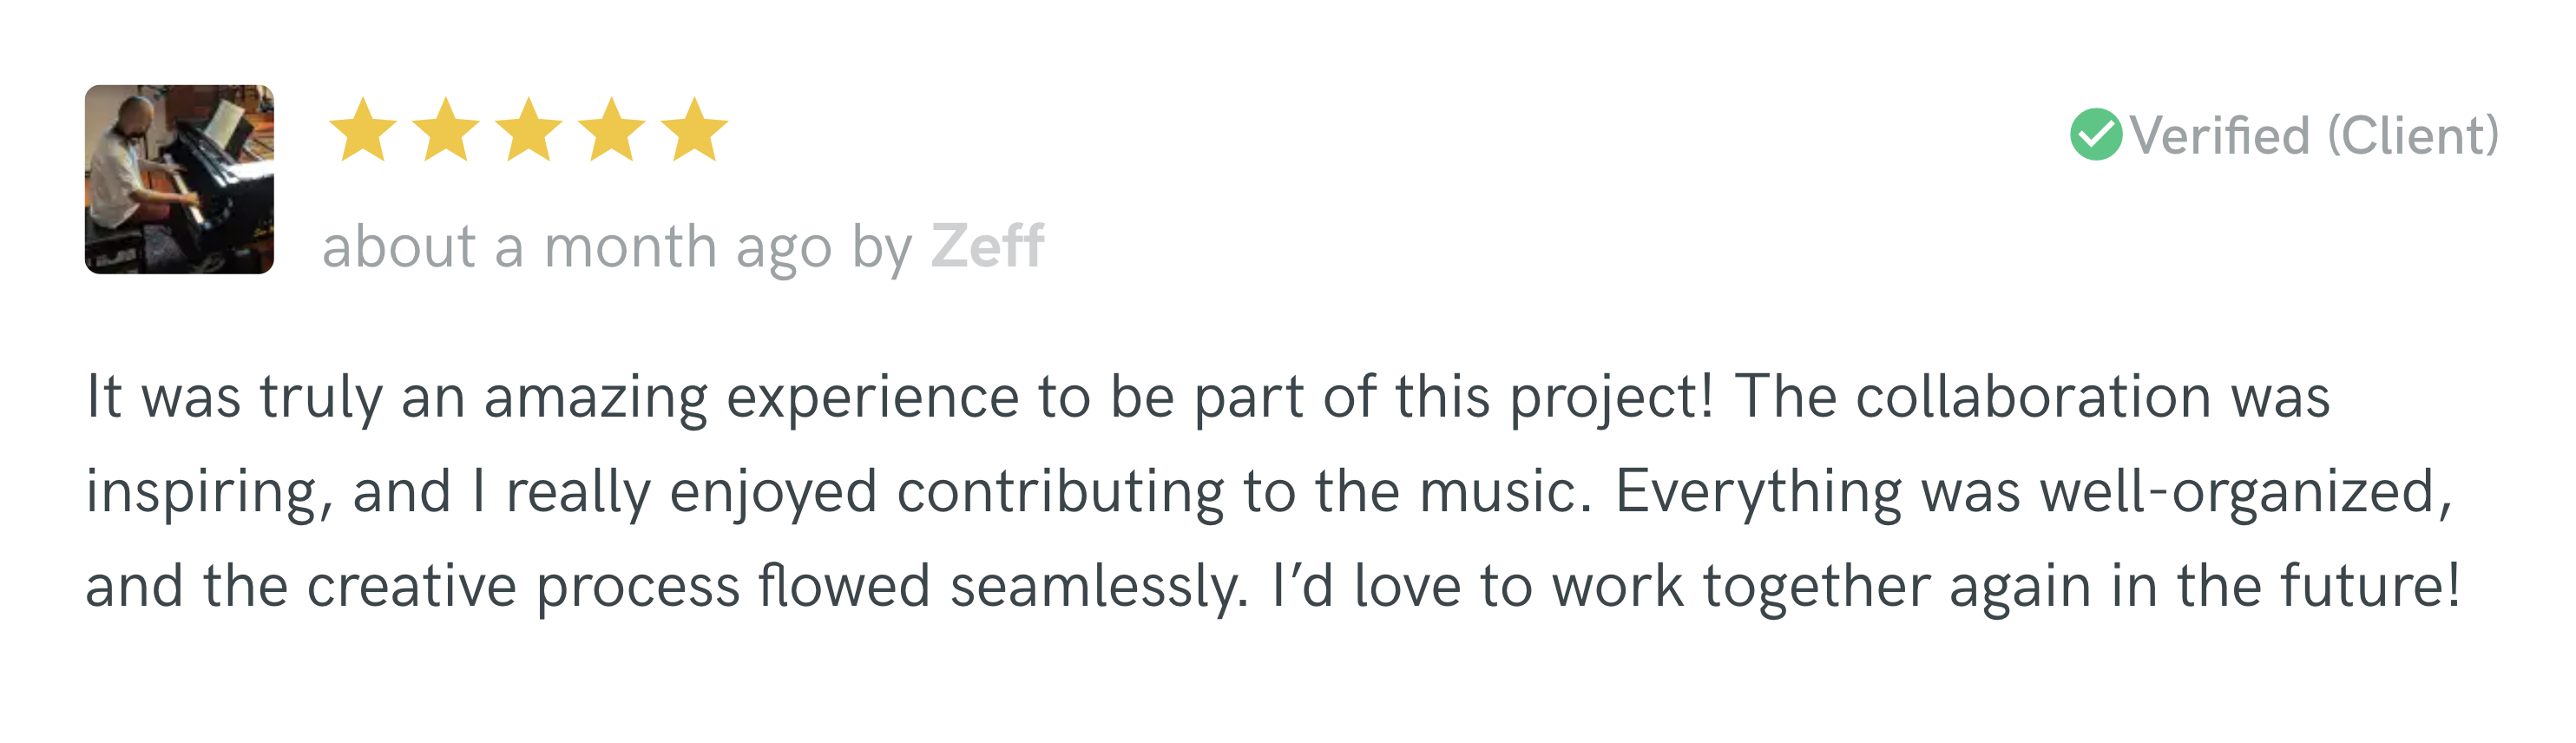 Verified (Client)
about a month ago by Zeff
It was truly an amazing experience to be part of this project! The collaboration was
inspiring, and I really enjoyed contributing to the music. Everything was well-organized,
and the creative process flowed seamlessly. I’d love to work together again in the future!